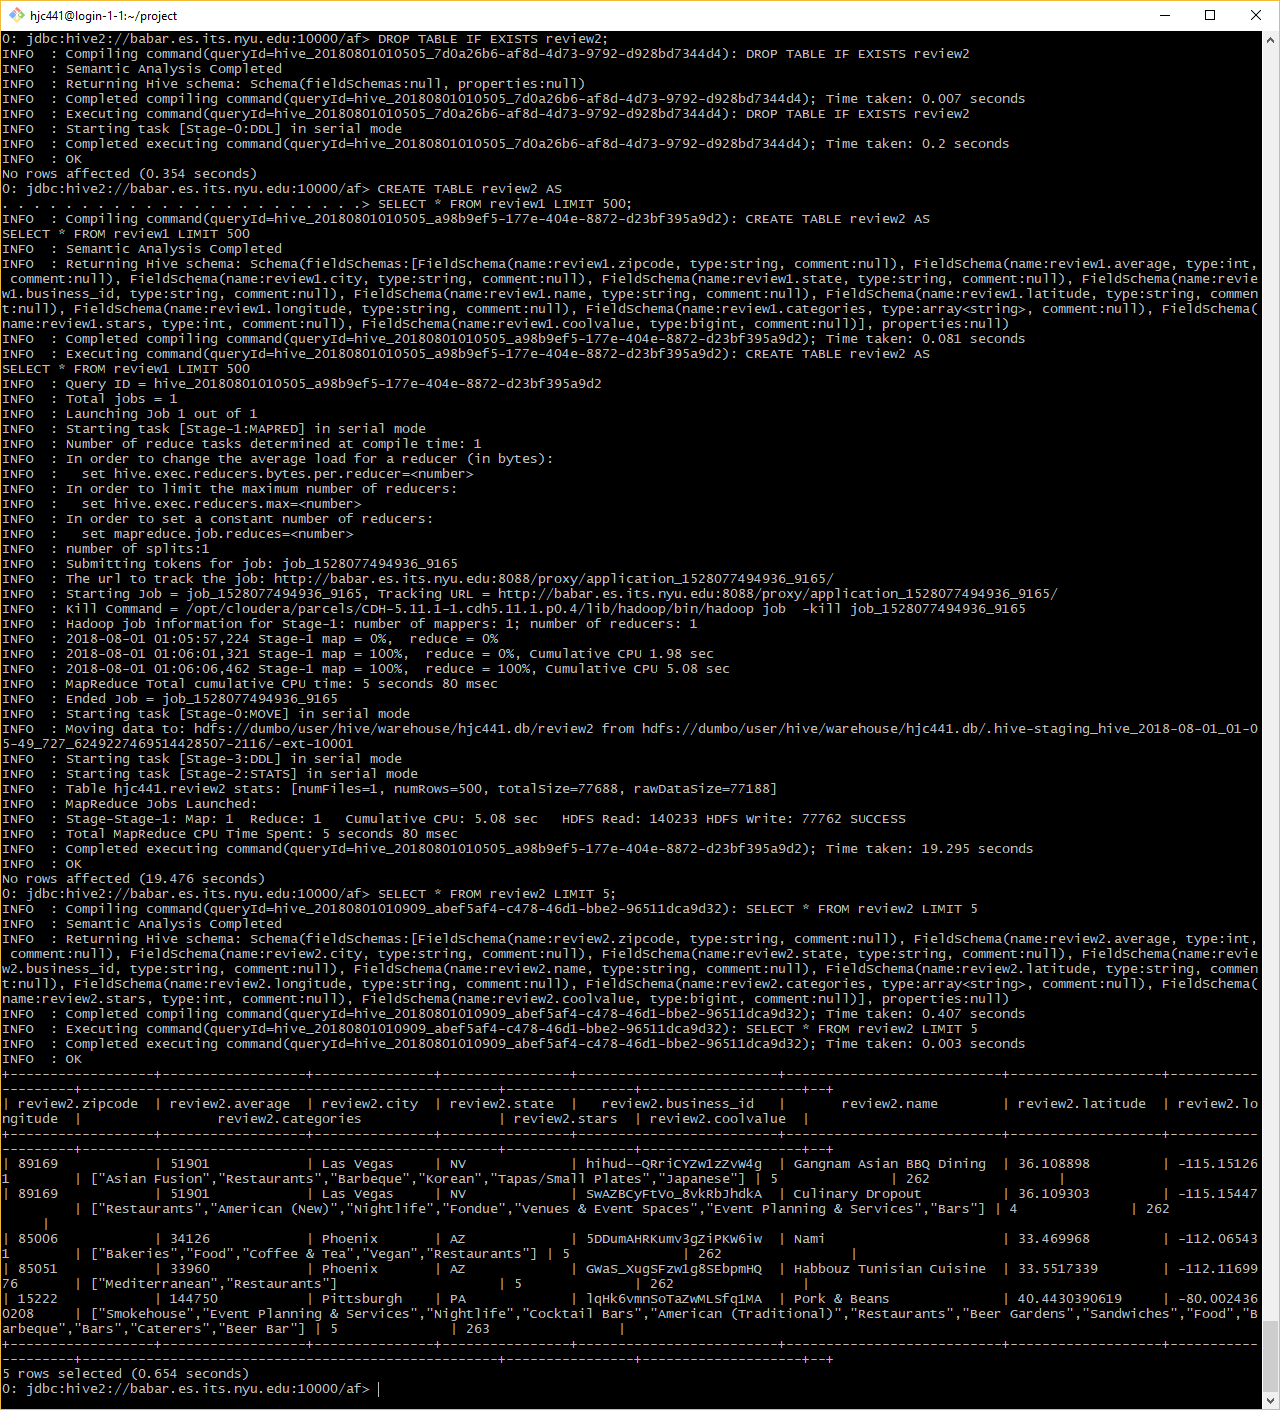 hjc441@login-1-1:~/project
0: jdbc:hive2://babar.es.its.nyu.edu:10000/af> DROP TABLE IF EXISTS review2;
INFO  : Compiling command(queryId=hive_20180801010505_7d0a26b6-af8d-4d73-9792-d928bd7344d4): DROP TABLE IF EXISTS review2
INFO  : Semantic Analysis Completed
INFO  : Returning Hive schema: Schema(fieldSchemas:null, properties:null)
INFO  : Completed compiling command(queryId=hive_20180801010505_7d0a26b6-af8d-4d73-9792-d928bd7344d4); Time taken: 0.007 seconds
INFO  : Executing command(queryId=hive_20180801010505_7d0a26b6-af8d-4d73-9792-d928bd7344d4): DROP TABLE IF EXISTS review2
INFO  : Starting task [Stage-0:DDL] in serial mode
INFO  : Completed executing command(queryId=hive_20180801010505_7d0a26b6-af8d-4d73-9792-d928bd7344d4); Time taken: 0.2 seconds
INFO  : OK
No rows affected (0.354 seconds)
0: jdbc:hive2://babar.es.its.nyu.edu:10000/af> CREATE TABLE review2 AS
. . . . . . . . . . . . . . . . . . . . . . .> SELECT * FROM review1 LIMIT 500;
INFO  : Compiling command(queryId=hive_20180801010505_a98b9ef5-177e-404e-8872-d23bf395a9d2): CREATE TABLE review2 AS
SELECT * FROM review1 LIMIT 500
INFO  : Semantic Analysis Completed
INFO  : Returning Hive schema: Schema(fieldSchemas:[FieldSchema(name:review1.zipcode, type:string, comment:null), FieldSchema(name:review1.average, type:int,
 comment:null), FieldSchema(name:review1.city, type:string, comment:null), FieldSchema(name:review1.state, type:string, comment:null), FieldSchema(name:revie
w1.business_id, type:string, comment:null), FieldSchema(name:review1.name, type:string, comment:null), FieldSchema(name:review1.latitude, type:string, commen
t:null), FieldSchema(name:review1.longitude, type:string, comment:null), FieldSchema(name:review1.categories, type:array<string>, comment:null), FieldSchema(
name:review1.stars, type:int, comment:null), FieldSchema(name:review1.coolvalue, type:bigint, comment:null)], properties:null)
INFO  : Completed compiling command(queryId=hive_20180801010505_a98b9ef5-177e-404e-8872-d23bf395a9d2); Time taken: 0.081 seconds
INFO  : Executing command(queryId=hive_20180801010505_a98b9ef5-177e-404e-8872-d23bf395a9d2): CREATE TABLE review2 AS
SELECT * FROM review1 LIMIT 500
INFO  : Query ID = hive_20180801010505_a98b9ef5-177e-404e-8872-d23bf395a9d2
INFO  : Total jobs = 1
INFO  : Launching Job 1 out of 1
INFO  : Starting task [Stage-1:MAPRED] in serial mode
INFO  : Number of reduce tasks determined at compile time: 1
INFO  : In order to change the average load for a reducer (in bytes):
INFO  :   set hive.exec.reducers.bytes.per.reducer=<number>
INFO  : In order to limit the maximum number of reducers:
INFO  :   set hive.exec.reducers.max=<number>
INFO  : In order to set a constant number of reducers:
INFO  :   set mapreduce.job.reduces=<number>
INFO  : number of splits:1
INFO  : Submitting tokens for job: job_1528077494936_9165
INFO  : The url to track the job: http://babar.es.its.nyu.edu:8088/proxy/application_1528077494936_9165/
INFO  : Starting Job = job_1528077494936_9165, Tracking URL = http://babar.es.its.nyu.edu:8088/proxy/application_1528077494936_9165/
INFO  : Kill Command = /opt/cloudera/parcels/CDH-5.11.1-1.cdh5.11.1.p0.4/lib/hadoop/bin/hadoop job  -kill job_1528077494936_9165
INFO  : Hadoop job information for Stage-1: number of mappers: 1; number of reducers: 1
INFO  : 2018-08-01 01:05:57,224 Stage-1 map = 0%,  reduce = 0%
INFO  : 2018-08-01 01:06:01,321 Stage-1 map = 100%,  reduce = 0%, Cumulative CPU 1.98 sec
INFO  : 2018-08-01 01:06:06,462 Stage-1 map = 100%,  reduce = 100%, Cumulative CPU 5.08 sec
INFO  : MapReduce Total cumulative CPU time: 5 seconds 80 msec
INFO  : Ended Job = job_1528077494936_9165
INFO  : Starting task [Stage-0:MOVE] in serial mode
INFO  : Moving data to: hdfs://dumbo/user/hive/warehouse/hjc441.db/review2 from hdfs://dumbo/user/hive/warehouse/hjc441.db/.hive-staging_hive_2018-08-01_01-0
5-49_727_6249227469514428507-2116/-ext-10001
INFO  : Starting task [Stage-3:DDL] in serial mode
INFO  : Starting task [Stage-2:STATS] in serial mode
INFO  : Table hjc441.review2 stats: [numFiles=1, numRows=500, totalSize=77688, rawDataSize=77188]
INFO  : MapReduce Jobs Launched:
INFO  : Stage-Stage-1: Map: 1  Reduce: 1   Cumulative CPU: 5.08 sec   HDFS Read: 140233 HDFS Write: 77762 SUCCESS
INFO  : Total MapReduce CPU Time Spent: 5 seconds 80 msec
INFO  : Completed executing command(queryId=hive_20180801010505_a98b9ef5-177e-404e-8872-d23bf395a9d2); Time taken: 19.295 seconds
INFO  : OK
No rows affected (19.476 seconds)
0: jdbc:hive2://babar.es.its.nyu.edu:10000/af> SELECT * FROM review2 LIMIT 5;
INFO  : Compiling command(queryId=hive_20180801010909_abef5af4-c478-46d1-bbe2-96511dca9d32): SELECT * FROM review2 LIMIT 5
INFO  : Semantic Analysis Completed
INFO  : Returning Hive schema: Schema(fieldSchemas:[FieldSchema(name:review2.zipcode, type:string, comment:null), FieldSchema(name:review2.average, type:int,
 comment:null), FieldSchema(name:review2.city, type:string, comment:null), FieldSchema(name:review2.state, type:string, comment:null), FieldSchema(name:revie
w2.business_id, type:string, comment:null), FieldSchema(name:review2.name, type:string, comment:null), FieldSchema(name:review2.latitude, type:string, commen
t:null), FieldSchema(name:review2.longitude, type:string, comment:null), FieldSchema(name:review2.categories, type:array<string>, comment:null), FieldSchema(
name:review2.stars, type:int, comment:null), FieldSchema(name:review2.coolvalue, type:bigint, comment:null)], properties:null)
INFO  : Completed compiling command(queryId=hive_20180801010909_abef5af4-c478-46d1-bbe2-96511dca9d32); Time taken: 0.407 seconds
INFO  : Executing command(queryId=hive_20180801010909_abef5af4-c478-46d1-bbe2-96511dca9d32): SELECT * FROM review2 LIMIT 5
INFO  : Completed executing command(queryId=hive_20180801010909_abef5af4-c478-46d1-bbe2-96511dca9d32); Time taken: 0.003 seconds
INFO  : OK
| review2.zipcode | review2.average | review2.city | review2.state | review2.business_id | review2.name | review2.latitude | review2.lo
ngitude | review2.categories | review2.stars | review2.coolvalue |
| 89169 | 51901 | Las Vegas | NV | hihud--QRriCYZw1zZvW4g | Gangnam Asian BBQ Dining | 36.108898 | -115.15126
1 | ["Asian Fusion","Restaurants","Barbeque","Korean","Tapas/Small Plates","Japanese"] | 5 | 262 |
| 89169 | 51901 | Las Vegas | NV | SwAZBCyFtVo_8vkRbJhdkA | Culinary Dropout | 36.109303 | -115.15447
| ["Restaurants","American (New)","Nightlife","Fondue","Venues & Event Spaces","Event Planning & Services","Bars"] | 4 | 262
|
| 85006 | 34126 | Phoenix | AZ | 5DDumAHRKumv3gZiPKW6iw | Nami | 33.469968 | -112.06543
1 | ["Bakeries","Food","Coffee & Tea","Vegan","Restaurants"] | 5 | 262 |
| 85051 | 33960 | Phoenix | AZ | GWaS_XugSFzw1g8SEbpmHQ | Habbouz Tunisian Cuisine | 33.5517339 | -112.11699
76 | ["Mediterranean","Restaurants"] | 5 | 262 |
| 15222 | 144750 | Pittsburgh | PA | lqHk6vmnSoTaZwMLSfq1MA | Pork & Beans | 40.4430390619 | -80.002436
0208 | ["Smokehouse","Event Planning & Services","Nightlife","Cocktail Bars","American (Traditional)","Restaurants","Beer Gardens","Sandwiches","Food","B
arbeque","Bars","Caterers","Beer Bar"] | 5 | 263 |
5 rows selected (0.654 seconds)
0: jdbc:hive2://babar.es.its.nyu.edu:10000/af>